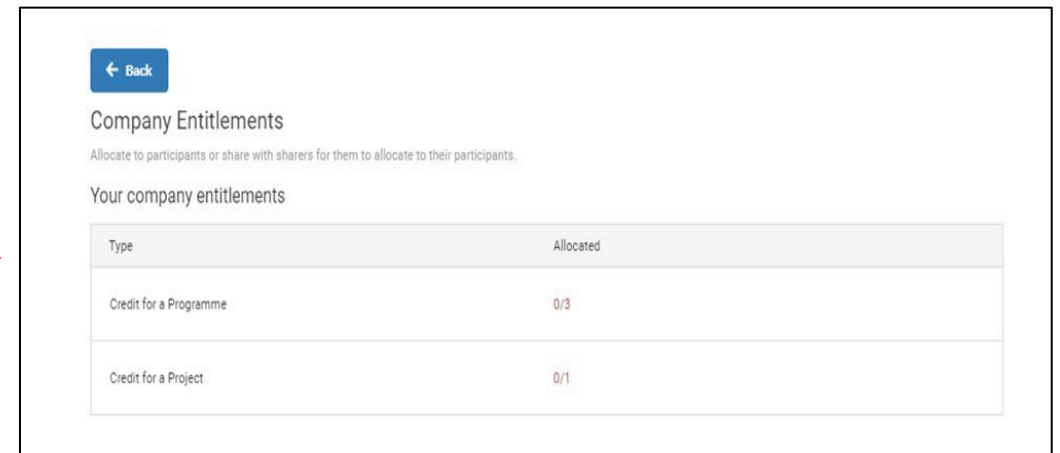 ← Back
Company Entitlements
Allocate to participants or share with sharers for them to allocate to their participants.
Your company entitlements
Type Allocated
Credit for a Programme 0/3
Credit for a Project 0/1